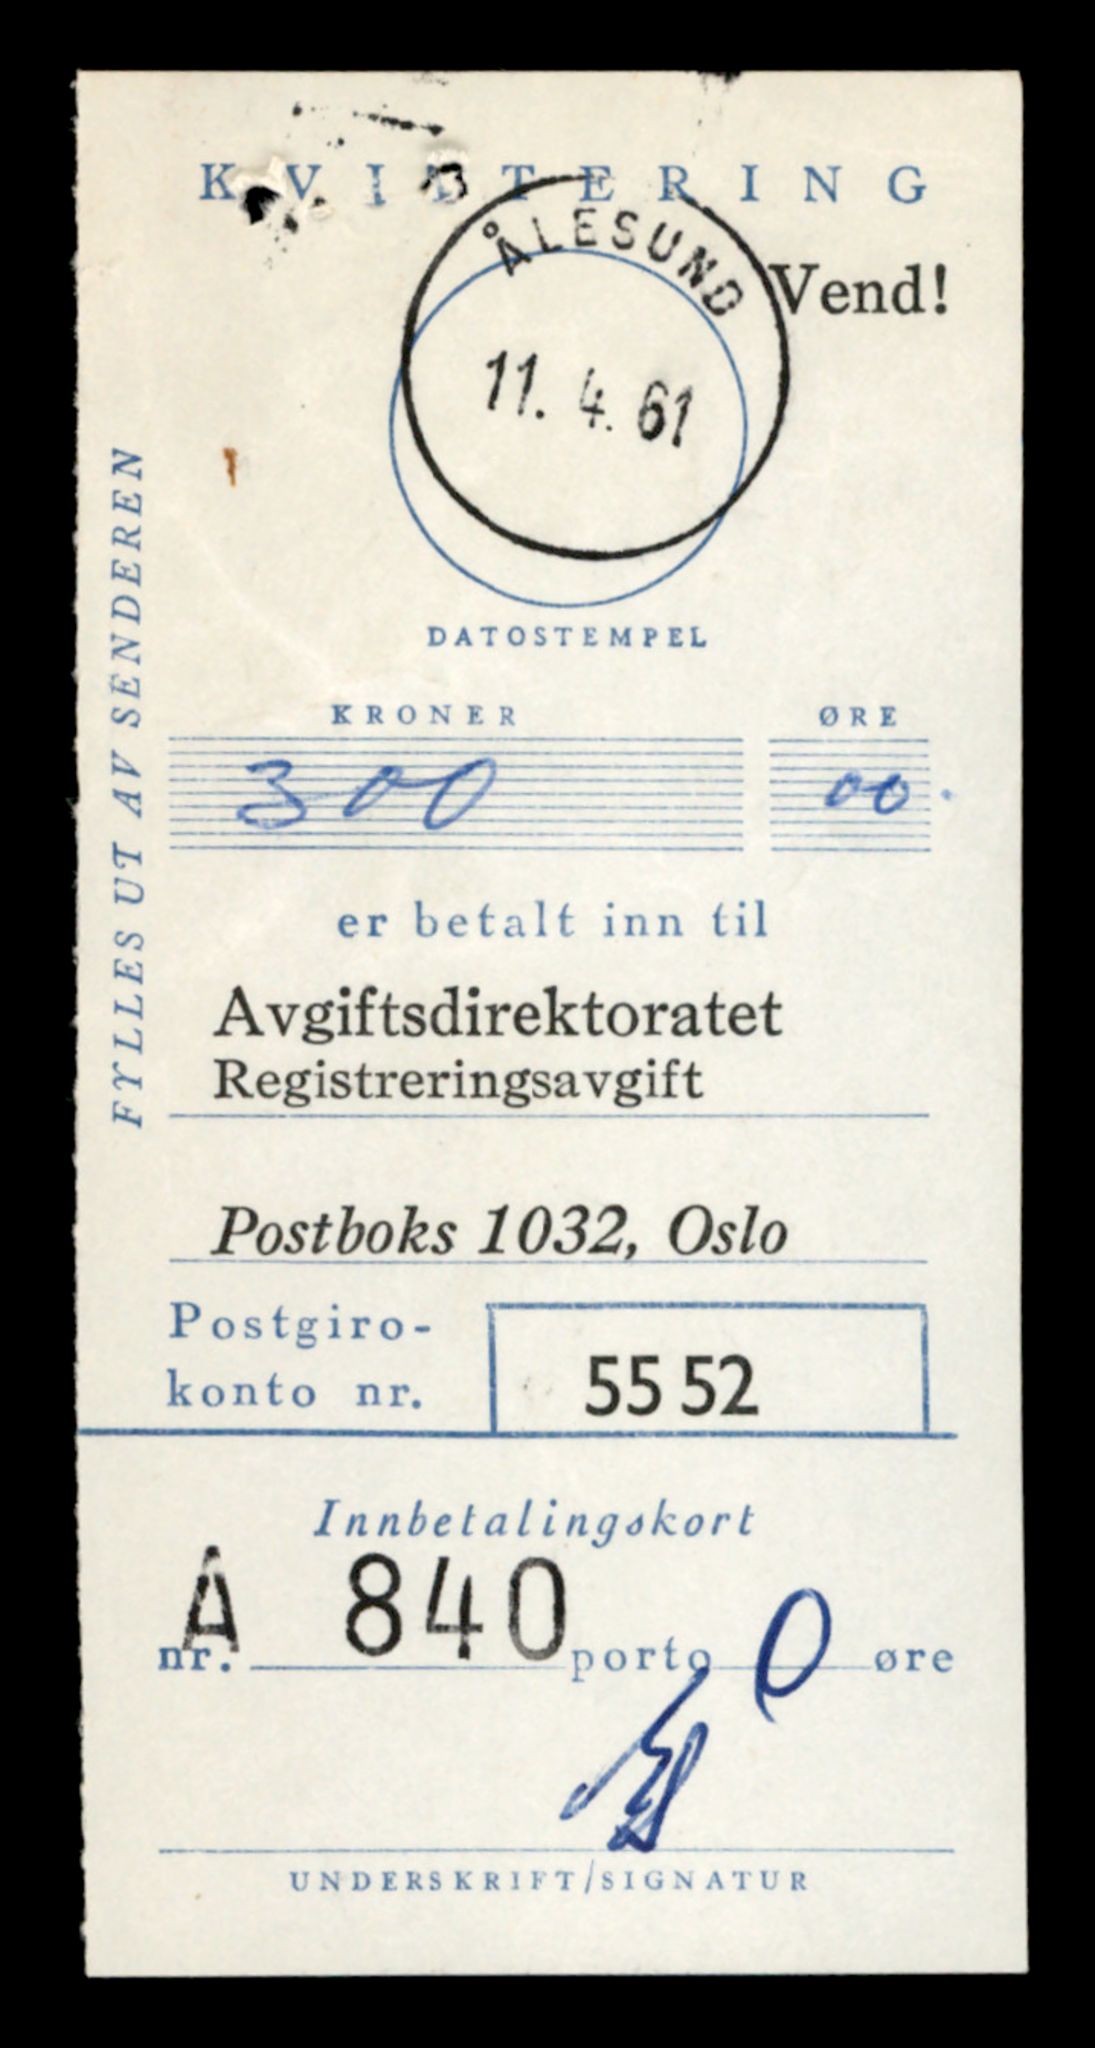 KVITTERING
ÅLESUND
Vend!
11. 4. 61
DATOSTEMPEL
FYLLES UT AV SENDEREN
KRONER ØRE
300 00.
er betalt inn til
Avgiftsdirektoratet
Registreringsavgift
Postboks 1032, Oslo
Postgiro-
konto nr. 55 52
Innbetalingskort
nr. A 840 porto 0 øre
UNDERSKRIFT/SIGNATUR